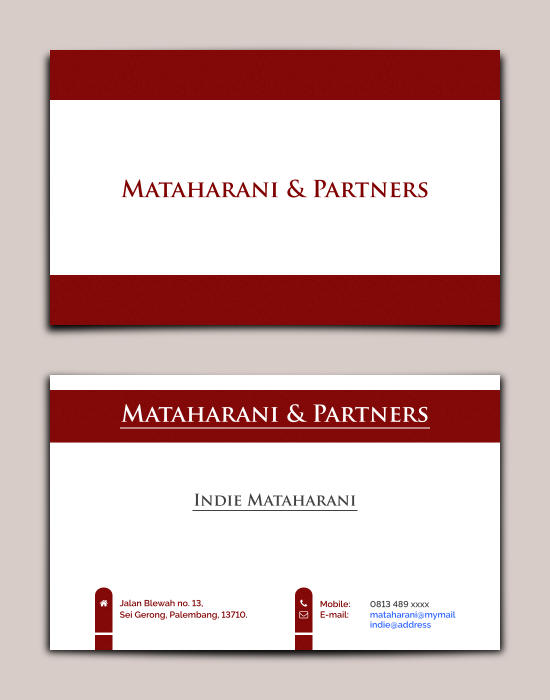 Mataharani & Partners
Mataharani & Partners
Indie Mataharani
Jalan Blewah no. 13,
Sei Gerong, Palembang, 13710.
Mobile: 0813 489 xxxx
E-mail: mataharani@mymail
indie@address